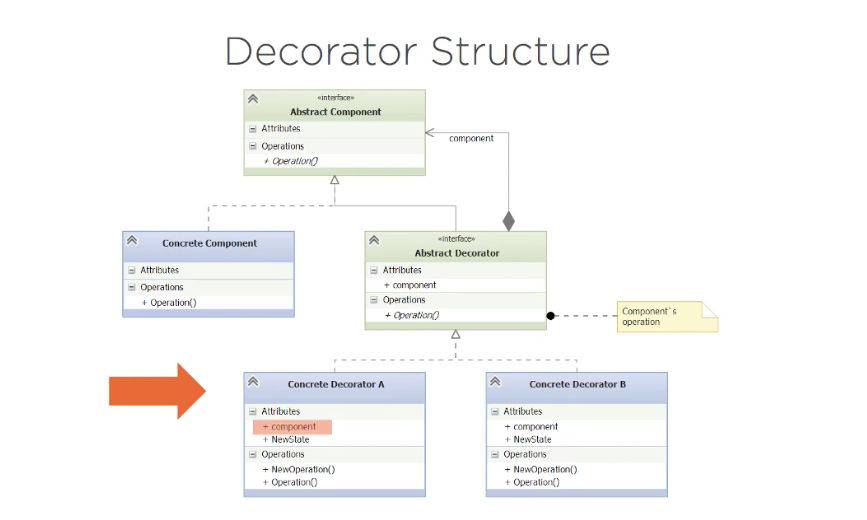 Decorator Structure
«interface»
Abstract Component
Attributes
Operations
+ Operation()
component
Concrete Component
Attributes
Operations
+ Operation()
«interface»
Abstract Decorator
Attributes
+ component
Operations
+ Operation()
Component`s
operation
Concrete Decorator A
Attributes
+ component
+ NewState
Operations
+ NewOperation()
+ Operation()
Concrete Decorator B
Attributes
+ component
+ NewState
Operations
+ NewOperation()
+ Operation()